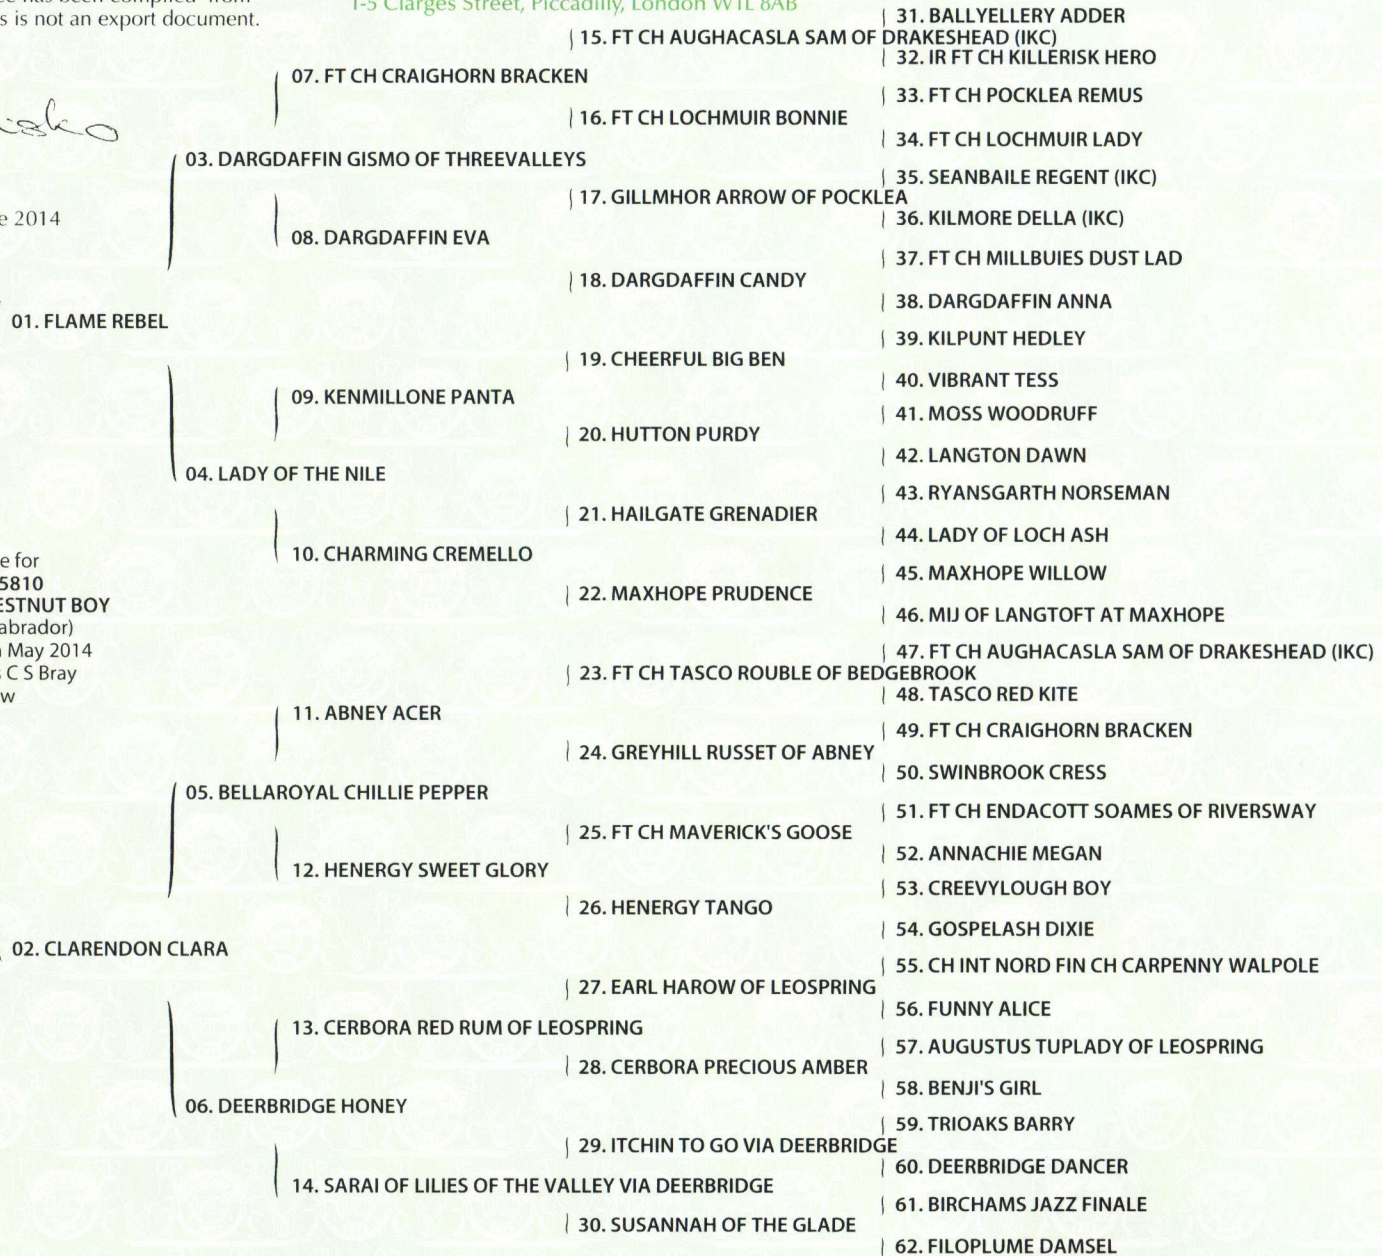 s is not an export document.
1-5 Clarges Street, Piccadilly, London W1L 8AB
e 2014
e for
5810
ESTNUT BOY
abrador)
May 2014
C S Bray
w
01. FLAME REBEL
02. CLARENDON CLARA
03. DARGDAFFIN GISMO OF THREEVALLEYS
04. LADY OF THE NILE
05. BELLAROYAL CHILLIE PEPPER
06. DEERBRIDGE HONEY
07. FT CH CRAIGHORN BRACKEN
08. DARGDAFFIN EVA
09. KENMILLONE PANTA
10. CHARMING CREMELLO
11. ABNEY ACER
12. HENERGY SWEET GLORY
13. CERBORA RED RUM OF LEOSPRING
14. SARAI OF LILIES OF THE VALLEY VIA DEERBRIDGE
15. FT CH AUGHACASLA SAM OF DRAKESHEAD (IKC)
16. FT CH LOCHMUIR BONNIE
17. GILLMHOR ARROW OF POCKLEA
18. DARGDAFFIN CANDY
19. CHEERFUL BIG BEN
20. HUTTON PURDY
21. HAILGATE GRENADIER
22. MAXHOPE PRUDENCE
23. FT CH TASCO ROUBLE OF BEDGEBROOK
24. GREYHILL RUSSET OF ABNEY
25. FT CH MAVERICK'S GOOSE
26. HENERGY TANGO
27. EARL HAROW OF LEOSPRING
28. CERBORA PRECIOUS AMBER
29. ITCHIN TO GO VIA DEERBRIDGE
30. SUSANNAH OF THE GLADE
31. BALLYELLERY ADDER
32. IR FT CH KILLERISK HERO
33. FT CH POCKLEA REMUS
34. FT CH LOCHMUIR LADY
35. SEANBAILE REGENT (IKC)
36. KILMORE DELLA (IKC)
37. FT CH MILLBUIES DUST LAD
38. DARGDAFFIN ANNA
39. KILPUNT HEDLEY
40. VIBRANT TESS
41. MOSS WOODRUFF
42. LANGTON DAWN
43. RYANSGARTH NORSEMAN
44. LADY OF LOCH ASH
45. MAXHOPE WILLOW
46. MIJ OF LANGTOFT AT MAXHOPE
47. FT CH AUGHACASLA SAM OF DRAKESHEAD (IKC)
48. TASCO RED KITE
49. FT CH CRAIGHORN BRACKEN
50. SWINBROOK CRESS
51. FT CH ENDACOTT SOAMES OF RIVERSWAY
52. ANNACHIE MEGAN
53. CREEVYLOUGH BOY
54. GOSPELASH DIXIE
55. CH INT NORD FIN CH CARPENNY WALPOLE
56. FUNNY ALICE
57. AUGUSTUS TUPLADY OF LEOSPRING
58. BENJI'S GIRL
59. TRIOAKS BARRY
60. DEERBRIDGE DANCER
61. BIRCHAMS JAZZ FINALE
62. FILOPLUME DAMSEL